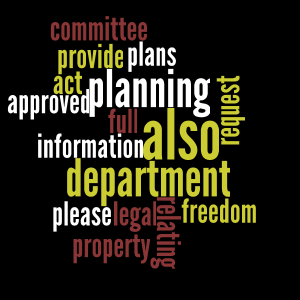 committee
provide plans
act
planning
approved
request
full
also
information
department
please legal
freedom
relating
property